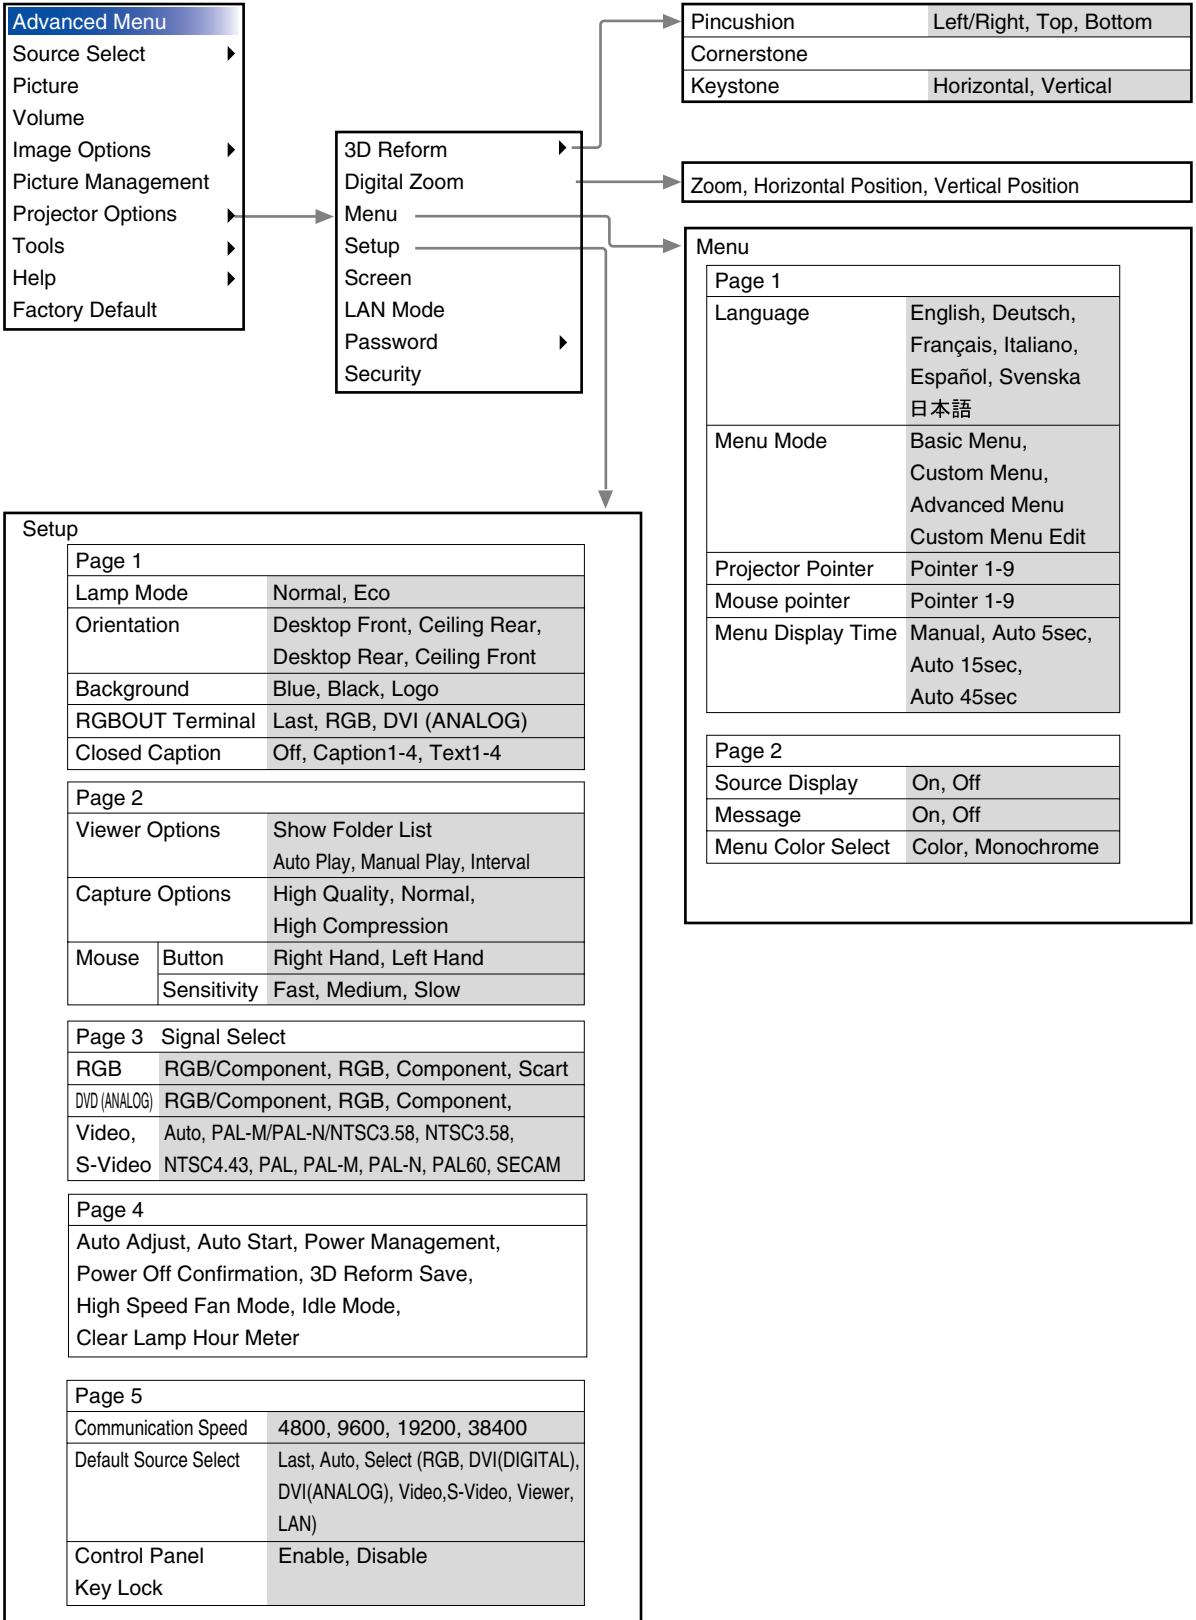 Advanced Menu
Source Select
Picture
Volume
Image Options
Picture Management
Projector Options
Tools
Help
Factory Default
3D Reform
Digital Zoom
Menu
Setup
Screen
LAN Mode
Password
Security
Pincushion Left/Right, Top, Bottom
Cornerstone
Keystone Horizontal, Vertical
Zoom, Horizontal Position, Vertical Position
Menu
Page 1
Language English, Deutsch,
Français, Italiano,
Español, Svenska
日本語
Menu Mode Basic Menu,
Custom Menu,
Advanced Menu
Custom Menu Edit
Projector Pointer Pointer 1-9
Mouse pointer Pointer 1-9
Menu Display Time Manual, Auto 5sec,
Auto 15sec,
Auto 45sec
Page 2
Source Display On, Off
Message On, Off
Menu Color Select Color, Monochrome
Setup
Page 1
Lamp Mode Normal, Eco
Orientation Desktop Front, Ceiling Rear,
Desktop Rear, Ceiling Front
Background Blue, Black, Logo
RGBOUT Terminal Last, RGB, DVI (ANALOG)
Closed Caption Off, Caption1-4, Text1-4
Page 2
Viewer Options Show Folder List
Auto Play, Manual Play, Interval
Capture Options High Quality, Normal,
High Compression
Mouse Button Right Hand, Left Hand
Sensitivity Fast, Medium, Slow
Page 3 Signal Select
RGB RGB/Component, RGB, Component, Scart
DVD (ANALOG) RGB/Component, RGB, Component,
Video, Auto, PAL-M/PAL-N/NTSC3.58, NTSC3.58,
S-Video NTSC4.43, PAL, PAL-M, PAL-N, PAL60, SECAM
Page 4
Auto Adjust, Auto Start, Power Management,
Power Off Confirmation, 3D Reform Save,
High Speed Fan Mode, Idle Mode,
Clear Lamp Hour Meter
Page 5
Communication Speed 4800, 9600, 19200, 38400
Default Source Select Last, Auto, Select (RGB, DVI(DIGITAL),
DVI(ANALOG), Video,S-Video, Viewer,
LAN)
Control Panel Enable, Disable
Key Lock